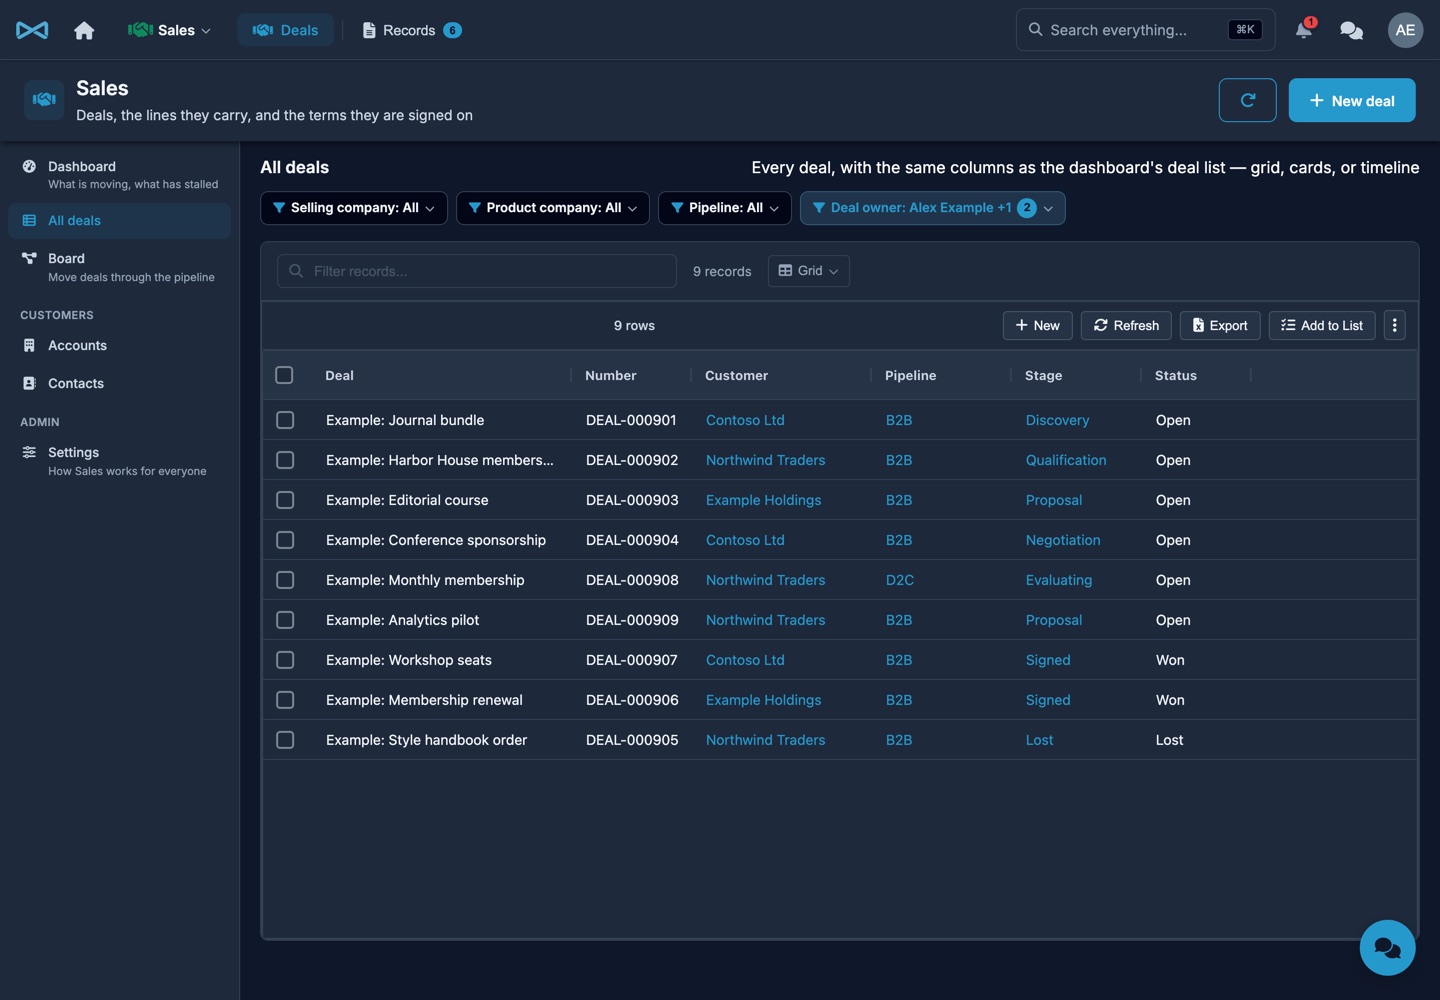 Sales
Deals
Records 6
Search everything... ⌘K
1
AE
Sales
Deals, the lines they carry, and the terms they are signed on
New deal
Dashboard
What is moving, what has stalled
All deals
Board
Move deals through the pipeline
CUSTOMERS
Accounts
Contacts
ADMIN
Settings
How Sales works for everyone
All deals
Every deal, with the same columns as the dashboard's deal list — grid, cards, or timeline
Selling company: All
Product company: All
Pipeline: All
Deal owner: Alex Example +1 2
Filter records...
9 records
Grid
9 rows
New
Refresh
Export
Add to List
Deal Number Customer Pipeline Stage Status
Example: Journal bundle DEAL-000901 Contoso Ltd B2B Discovery Open
Example: Harbor House members... DEAL-000902 Northwind Traders B2B Qualification Open
Example: Editorial course DEAL-000903 Example Holdings B2B Proposal Open
Example: Conference sponsorship DEAL-000904 Contoso Ltd B2B Negotiation Open
Example: Monthly membership DEAL-000908 Northwind Traders D2C Evaluating Open
Example: Analytics pilot DEAL-000909 Northwind Traders B2B Proposal Open
Example: Workshop seats DEAL-000907 Contoso Ltd B2B Signed Won
Example: Membership renewal DEAL-000906 Example Holdings B2B Signed Won
Example: Style handbook order DEAL-000905 Northwind Traders B2B Lost Lost